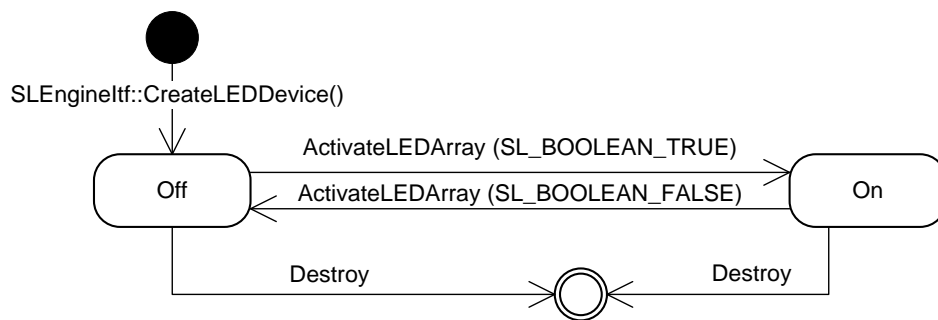 SLEngineItf::CreateLEDDevice()
ActivateLEDArray (SL_BOOLEAN_TRUE)
Off
On
ActivateLEDArray (SL_BOOLEAN_FALSE)
Destroy
Destroy